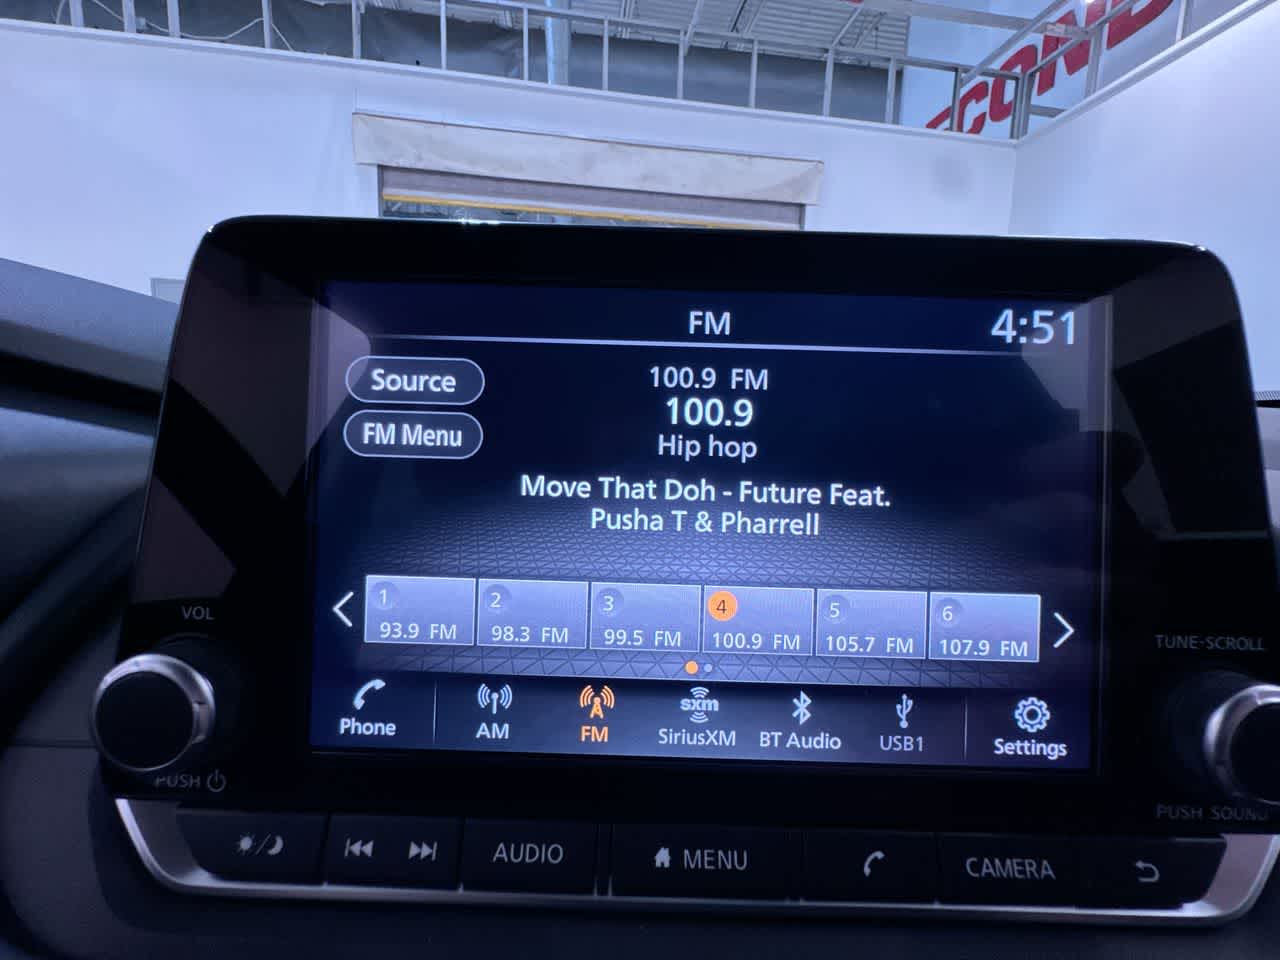 FM
4:51
Source
FM Menu
100.9 FM
100.9
Hip hop
Move That Doh - Future Feat.
Pusha T & Pharrell
1
93.9 FM
2
98.3 FM
3
99.5 FM
4
100.9 FM
5
105.7 FM
6
107.9 FM
Phone
AM
FM
sxm
SiriusXM
BT Audio
USB1
Settings
VOL
PUSH
TUNE-SCROLL
PUSH SOUND
AUDIO
MENU
CAMERA